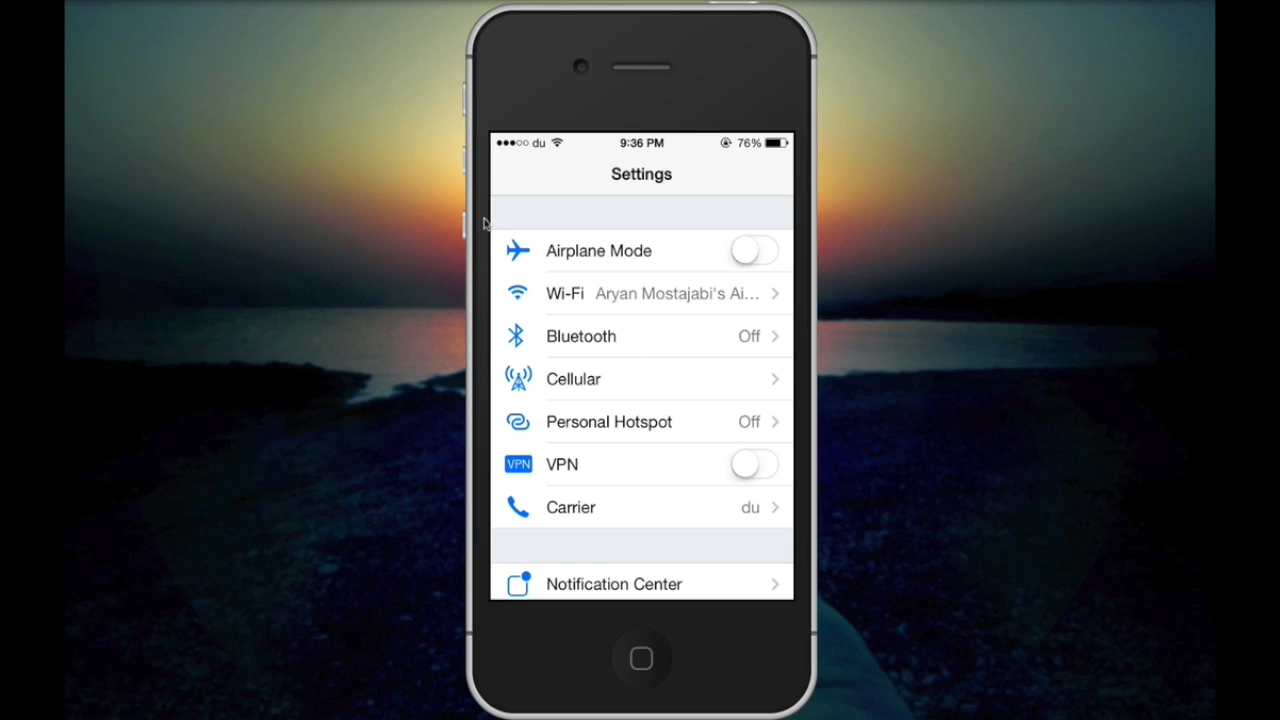 du 9:36 PM 76%
Settings
Airplane Mode
Wi-Fi Aryan Mostajabi's Ai...
Bluetooth Off
Cellular
Personal Hotspot Off
VPN VPN
Carrier du
Notification Center